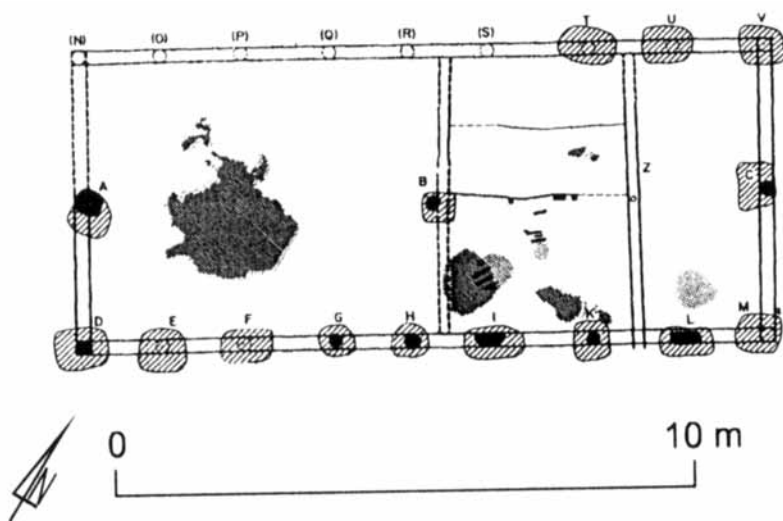 (N) (O) (P) (Q) (R) (S) T U V
A B Z C
D E F G H I K L M
0 10 m
N